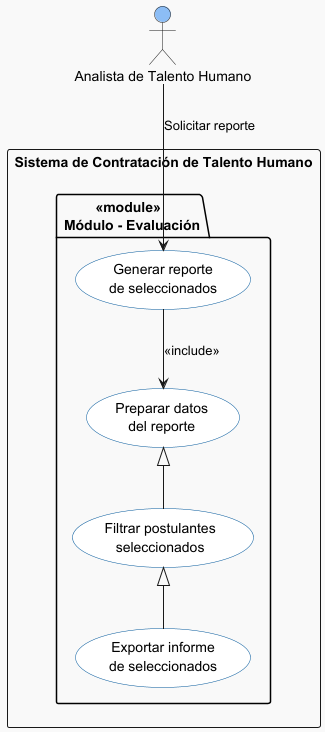 Analista de Talento Humano
Solicitar reporte
Sistema de Contratación de Talento Humano
«module»
Módulo - Evaluación
Generar reporte
de seleccionados
«include»
Preparar datos
del reporte
Filtrar postulantes
seleccionados
Exportar informe
de seleccionados